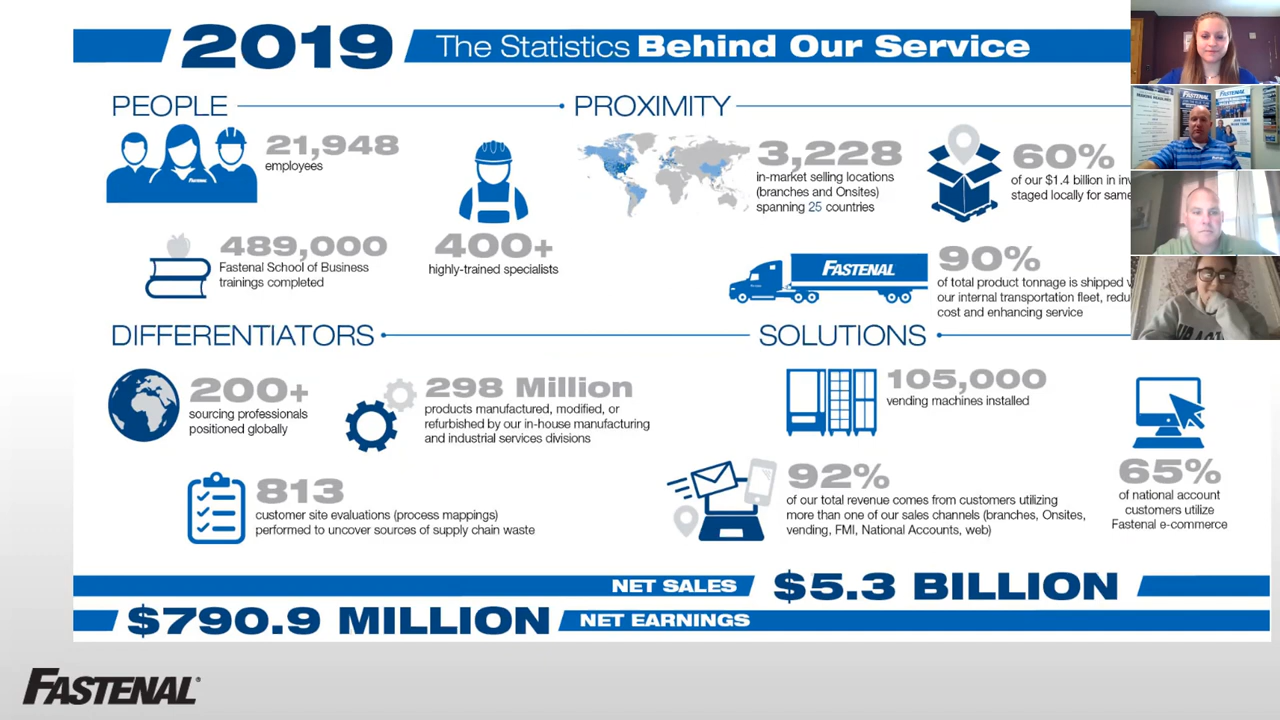 2019
The Statistics Behind Our Service
PEOPLE
21,948
employees
FASTENAL
489,000
Fastenal School of Business
trainings completed
400+
highly-trained specialists
PROXIMITY
3,228
in-market selling locations
(branches and Onsites)
spanning 25 countries
60%
of our $1.4 billion in
staged locally for same
FASTENAL
90%
of total product tonnage is shipped
our internal transportation fleet,
cost and enhancing service
DIFFERENTIATORS
200+
sourcing professionals
positioned globally
298 Million
products manufactured, modified, or
refurbished by our in-house manufacturing
and industrial services divisions
813
customer site evaluations (process mappings)
performed to uncover sources of supply chain waste
SOLUTIONS
105,000
vending machines installed
92%
of our total revenue comes from customers utilizing
more than one of our sales channels (branches, Onsites,
vending, FMI, National Accounts, web)
65%
of national account
customers utilize
Fastenal e-commerce
NET SALES $5.3 BILLION
$790.9 MILLION NET EARNINGS
FASTENAL®
FASTENAL
FASTENAL